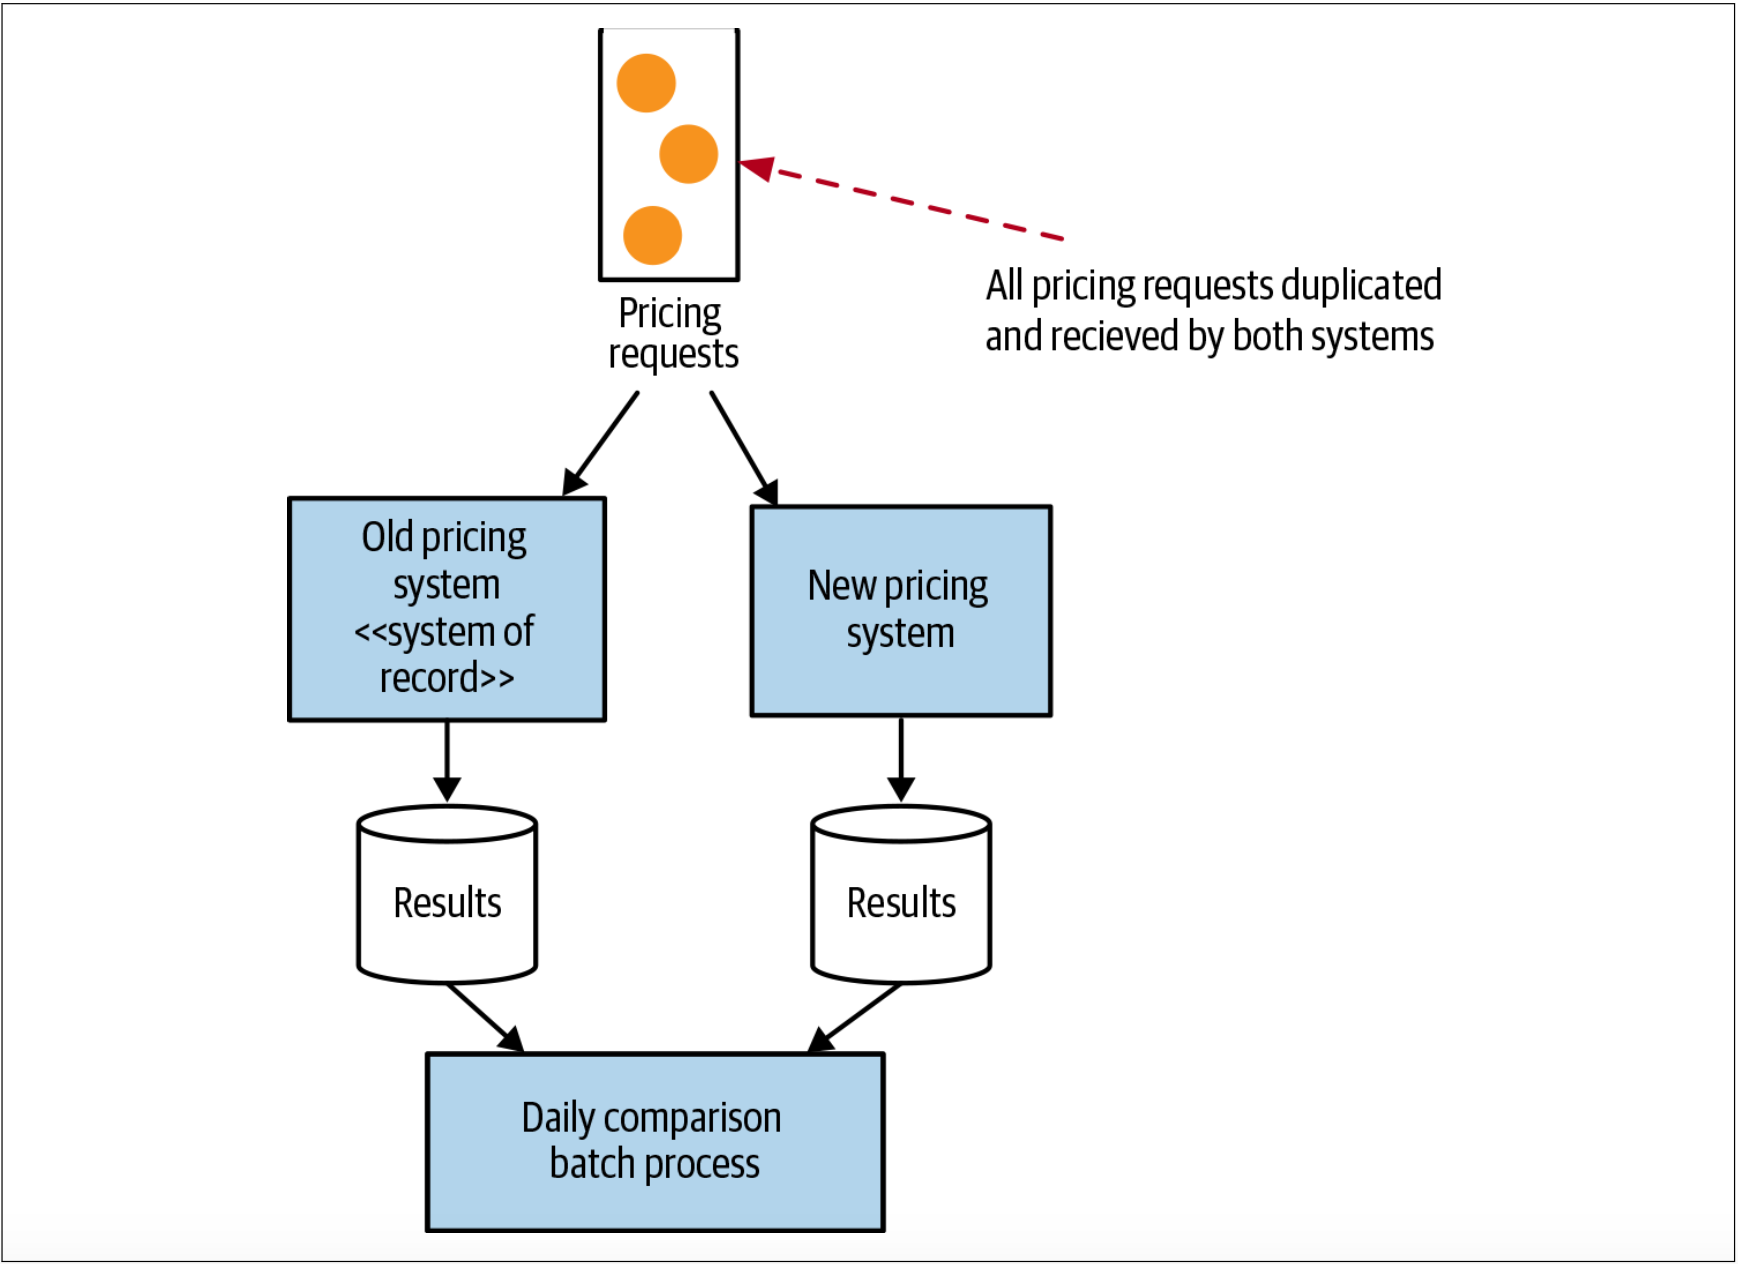 Pricing
requests
All pricing requests duplicated
and recieved by both systems
Old pricing
system
<<system of
record>>
New pricing
system
Results
Results
Daily comparison
batch process